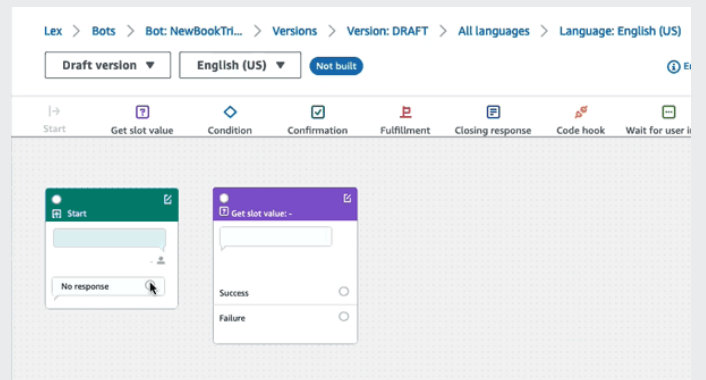 Lex > Bots > Bot: NewBookTri... > Versions > Version: DRAFT > All languages > Language: English (US)
Draft version ▼ English (US) ▼ Not built
Start Get slot value Condition Confirmation Fulfillment Closing response Code hook Wait for user
Start
Get slot value: -
No response
Success
Failure